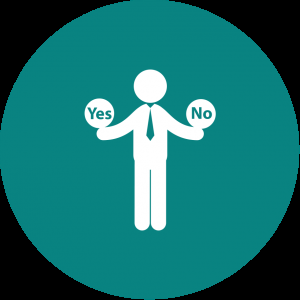 Yes No